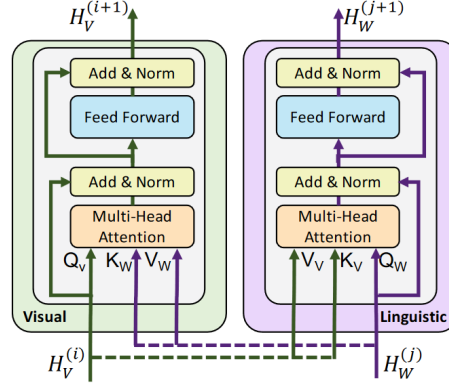 H_V^{(i+1)}
Add & Norm
Feed Forward
Add & Norm
Multi-Head
Attention
Q_v K_W V_W
Visual
H_V^{(i)}
H_W^{(j+1)}
Add & Norm
Feed Forward
Add & Norm
Multi-Head
Attention
V_V K_V Q_W
Linguistic
H_W^{(j)}